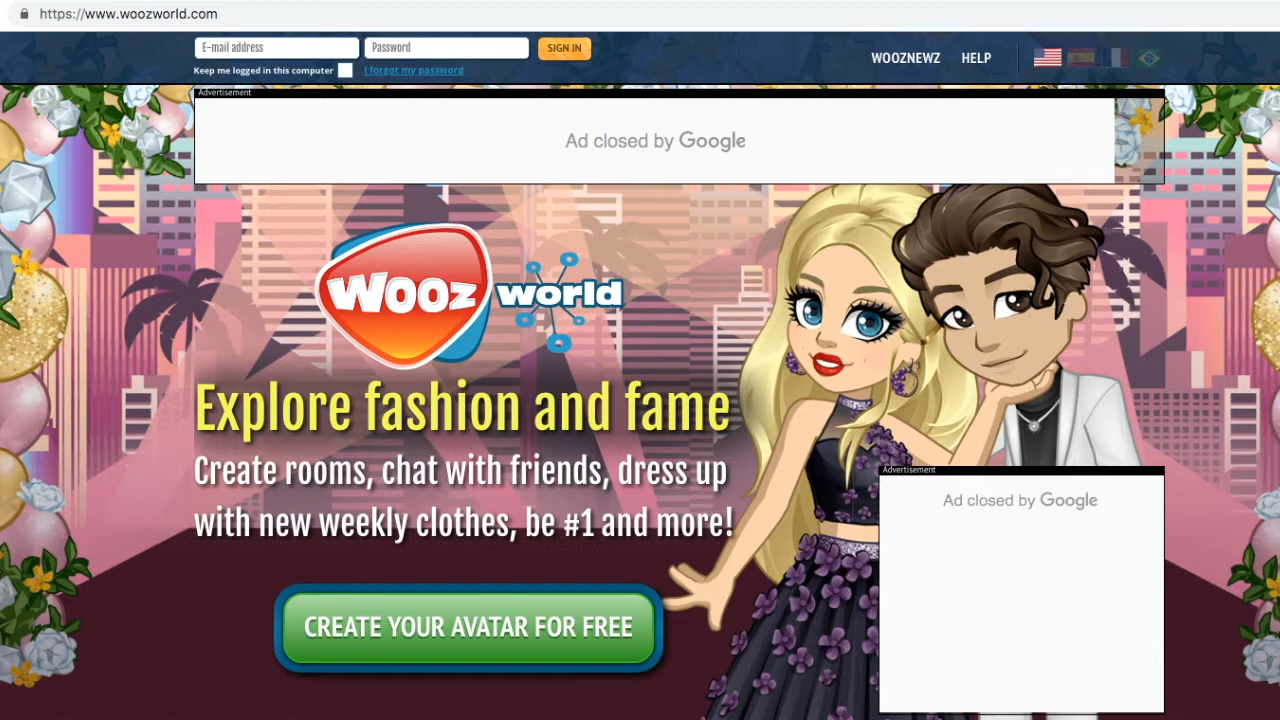 https://www.woozworld.com
E-mail address
Password
SIGN IN
Keep me logged in this computer
I forgot my password
WOOZNEWZ
HELP
Advertisement
Ad closed by Google
Wooz world
Explore fashion and fame
Create rooms, chat with friends, dress up
with new weekly clothes, be #1 and more!
CREATE YOUR AVATAR FOR FREE
Advertisement
Ad closed by Google